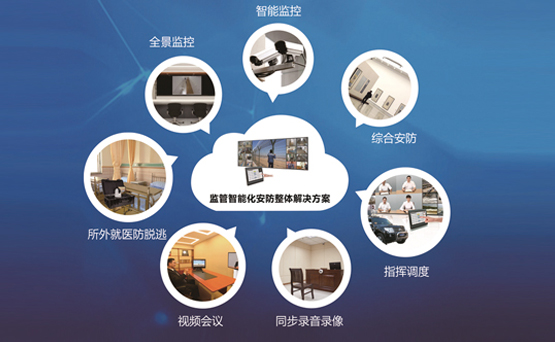 智能监控
全景监控
综合安防
监管智能化安防整体解决方案
所外就医防脱逃
指挥调度
视频会议
同步录音录像